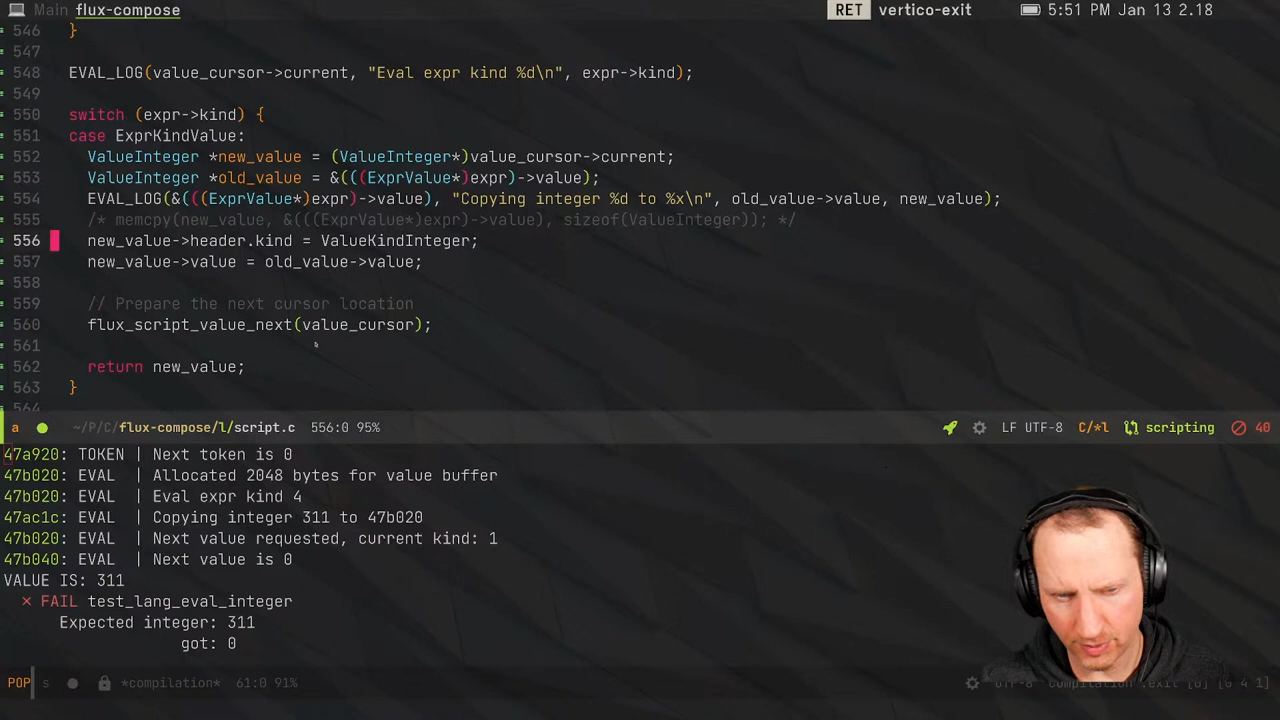 Main flux-compose RET vertico-exit 5:51 PM Jan 13 2.18
546 }
547
548 EVAL_LOG(value_cursor->current, "Eval expr kind %d\n", expr->kind);
549
550 switch (expr->kind) {
551 case ExprKindValue:
552 ValueInteger *new_value = (ValueInteger*)value_cursor->current;
553 ValueInteger *old_value = &(((ExprValue*)expr)->value);
554 EVAL_LOG(&(((ExprValue*)expr)->value), "Copying integer %d to %x\n", old_value->value, new_value);
555 /* memcpy(new_value, &(((ExprValue*)expr)->value), sizeof(ValueInteger)); */
556 new_value->header.kind = ValueKindInteger;
557 new_value->value = old_value->value;
558
559 // Prepare the next cursor location
560 flux_script_value_next(value_cursor);
561
562 return new_value;
563 }
564
a ~/P/C/flux-compose/l/script.c 556:0 95% LF UTF-8 C/*l scripting 40
47a920: TOKEN | Next token is 0
47b020: EVAL | Allocated 2048 bytes for value buffer
47b020: EVAL | Eval expr kind 4
47ac1c: EVAL | Copying integer 311 to 47b020
47b020: EVAL | Next value requested, current kind: 1
47b040: EVAL | Next value is 0
VALUE IS: 311
× FAIL test_lang_eval_integer
Expected integer: 311
got: 0
POP s *compilation* 61:0 91% UTF-8